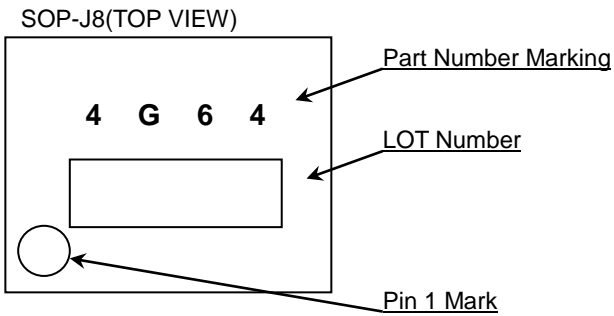 SOP-J8(TOP VIEW)
Part Number Marking
4 G 6 4
LOT Number
Pin 1 Mark